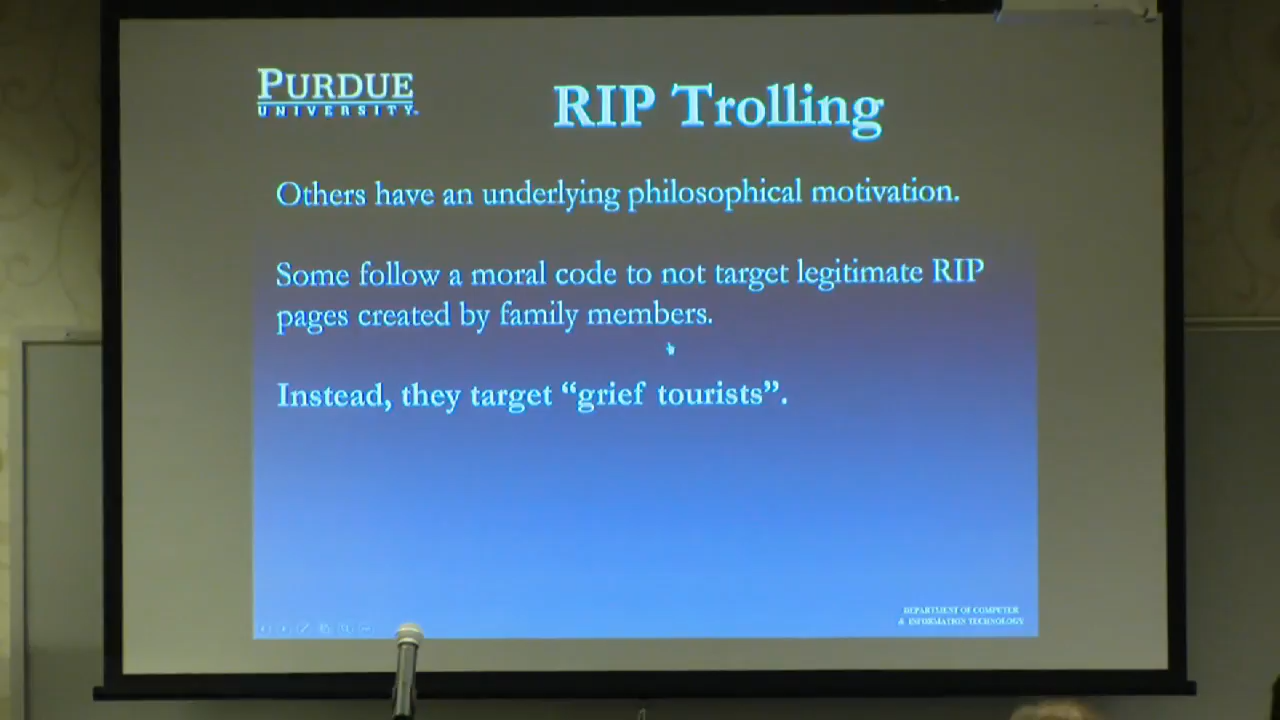 PURDUE
UNIVERSITY.
RIP Trolling
Others have an underlying philosophical motivation.
Some follow a moral code to not target legitimate RIP
pages created by family members.
Instead, they target “grief tourists”.
DEPARTMENT OF COMPUTER
& INFORMATION TECHNOLOGY